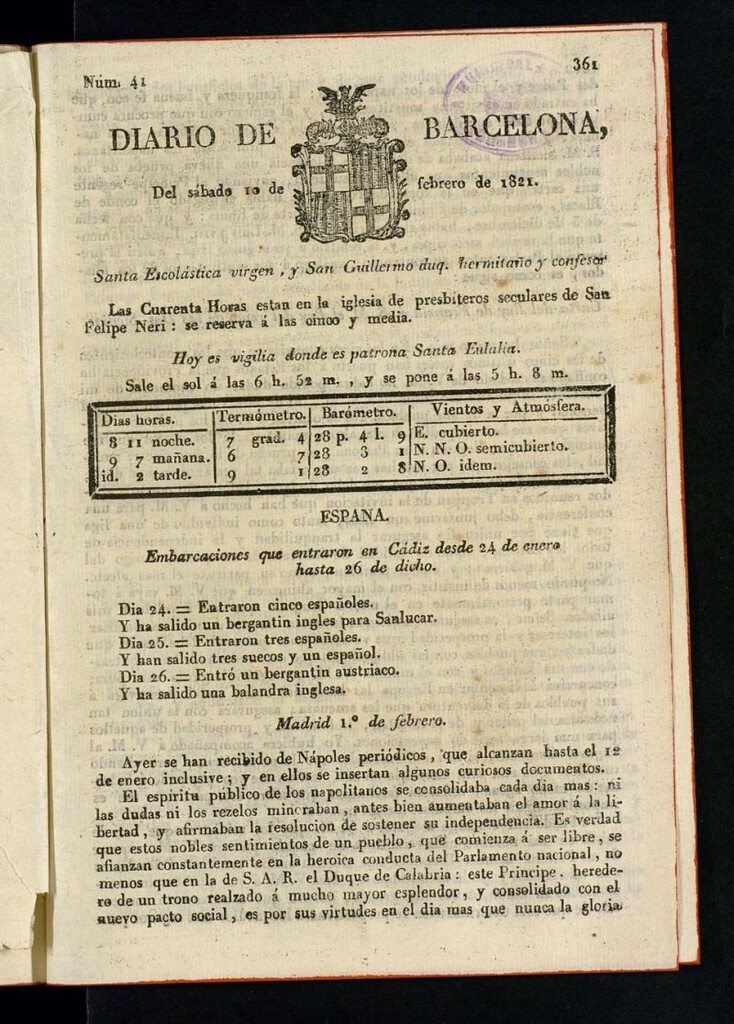 Núm. 41
361
DIARIO DE BARCELONA,
Del sábado 10 de febrero de 1821.
Santa Escolástica virgen, y San Guillermo duq. hermitaño y confesor
Las Cuarenta Horas estan en la iglesia de presbíteros seculares de San
Felipe Neri: se reserva á las cinco y media.
Hoy es vigilia donde es patrona Santa Eulalia.
Sale el sol á las 6 h. 52 m., y se pone á las 5 h. 8 m.
Dias horas. Termómetro. Barómetro. Vientos y Atmósfera.
8 11 noche. 7 grad. 4 28 p. 4 l. 9 E. cubierto.
9 7 mañana. 6 7 28 3 1 N. N. O. semicubierto.
id. 2 tarde. 9 1 28 2 8 N. O. idem.
ESPANA.
Embarcaciones que entraron en Cádiz desde 24 de enero
hasta 26 de dicho.
Dia 24. = Entraron cinco españoles.
Y ha salido un bergantin ingles para Sanlucar.
Dia 25. = Entraron tres españoles.
Y han salido tres suecos y un español.
Dia 26. = Entró un bergantin austriaco.
Y ha salido una balandra inglesa.
Madrid 1.º de febrero.
Ayer se han recibido de Nápoles periódicos, que alcanzan hasta el 12
de enero inclusive; y en ellos se insertan algunos curiosos documentos.
El espíritu público de los napolitanos se consolidaba cada dia mas: ni
las dudas ni los rezelos minoraban, antes bien aumentaban el amor á la li-
bertad, y afirmaban la resolucion de sostener su independencia. Es verdad
que estos nobles sentimientos de un pueblo, que comienza á ser libre, se
afianzan constantemente en la heroica conducta del Parlamento nacional, no
menos que en la de S. A. R. el Duque de Calabria: este Principe, herede-
ro de un trono realzado á mucho mayor esplendor, y consolidado con el
nuevo pacto social, es por sus virtudes en el dia mas que nunca la gloria